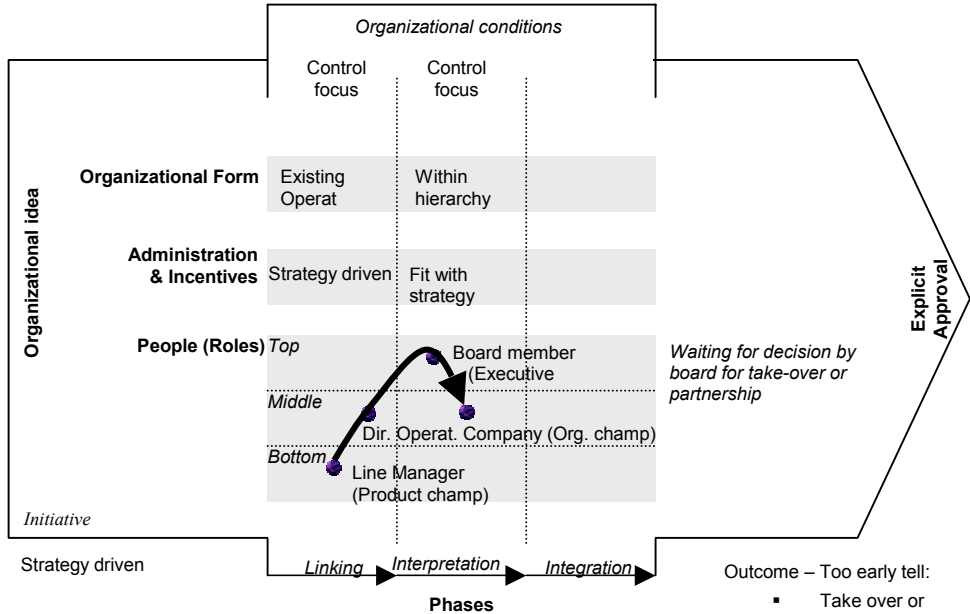 Organizational conditions
Control
focus
Control
focus
Organizational idea
Organizational Form
Existing
Operat
Within
hierarchy
Administration
& Incentives
Strategy driven
Fit with
strategy
People (Roles)
Top
Board member
(Executive
Middle
Dir. Operat. Company (Org. champ)
Bottom
Line Manager
(Product champ)
Waiting for decision by
board for take-over or
partnership
Explicit
Approval
Initiative
Strategy driven
Linking
Interpretation
Integration
Phases
Outcome – Too early tell:
▪ Take over or